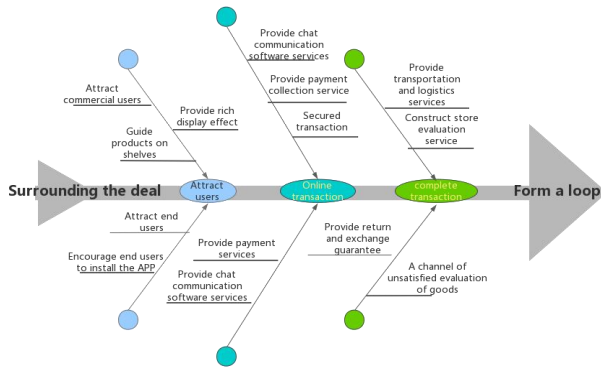 Provide chat
communication
software services
Provide payment
collection service
Secured
transaction
Provide
transportation
and logistics
services
Construct store
evaluation
service
Attract
commercial users
Provide rich
display effect
Guide
products on
shelves
Surrounding the deal
Attract
users
Online
transaction
complete
transaction
Form a loop
Attract end
users
Encourage end users
to install the APP
Provide payment
services
Provide chat
communication
software services
Provide return
and exchange
guarantee
A channel of
unsatisfied evaluation
of goods